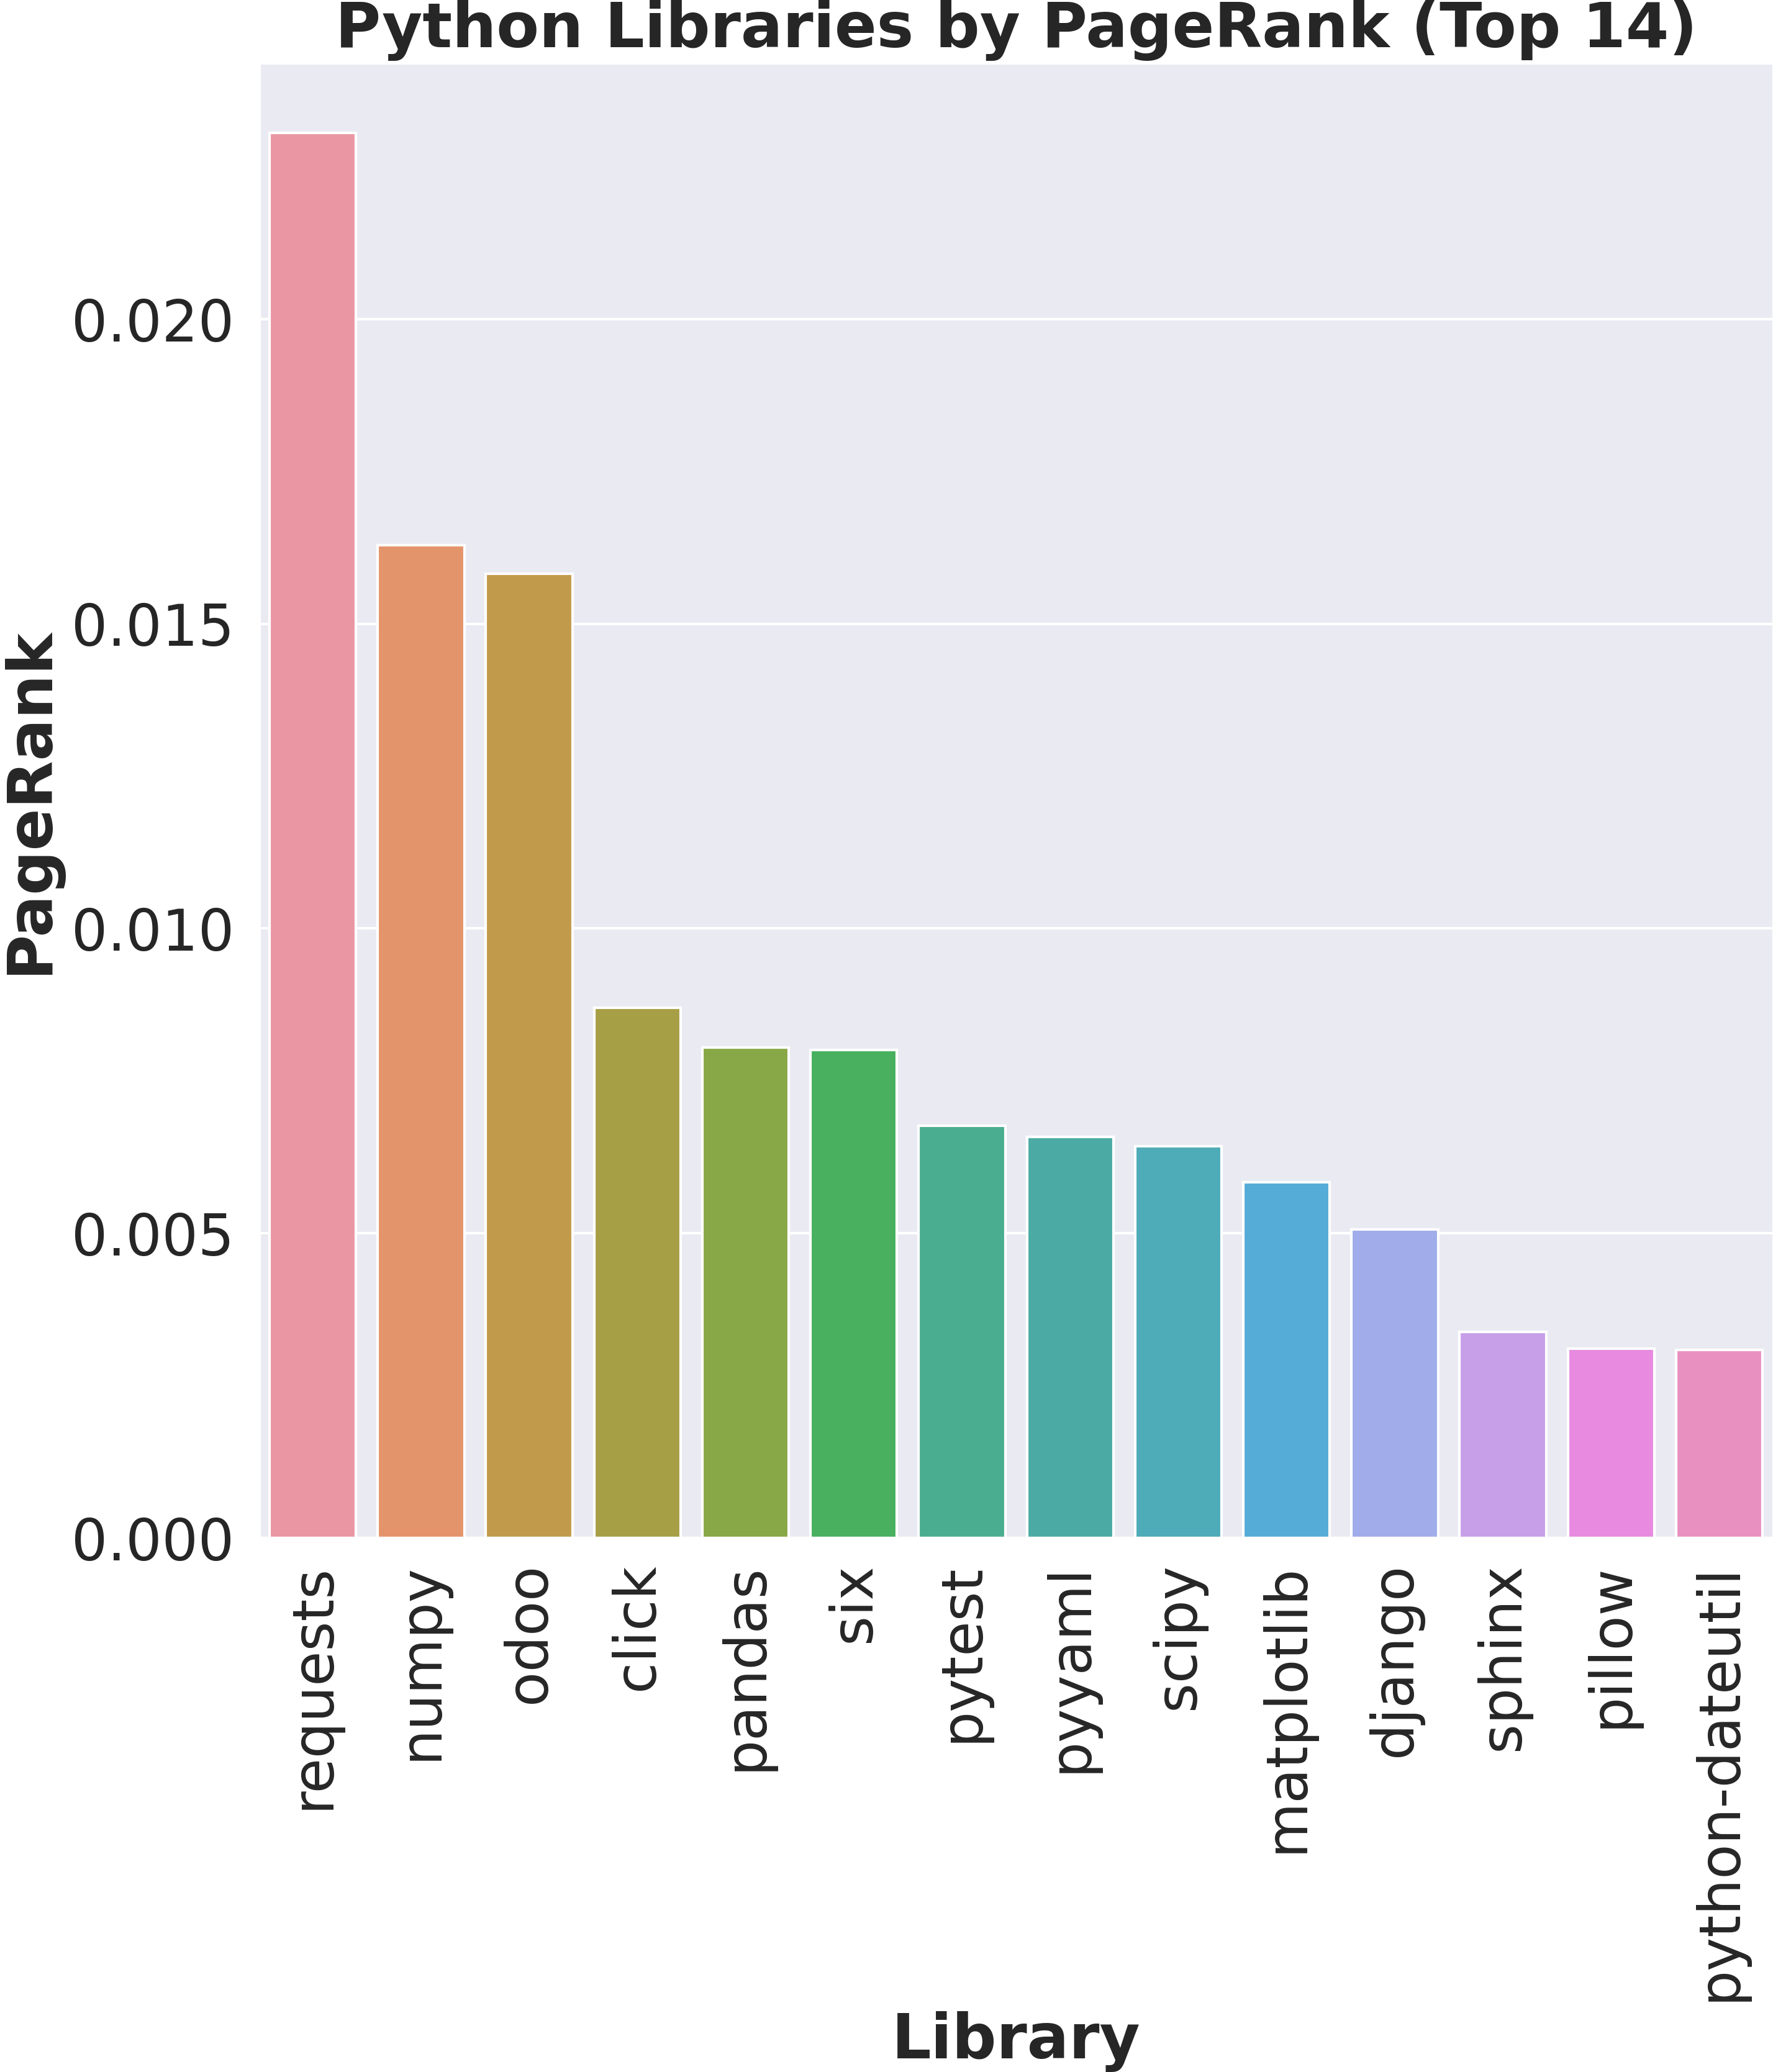 Python Libraries by PageRank (Top 14)
PageRank
0.020
0.015
0.010
0.005
0.000
requests
numpy
odoo
click
pandas
six
pytest
pyyaml
scipy
matplotlib
django
sphinx
pillow
python-dateutil
Library